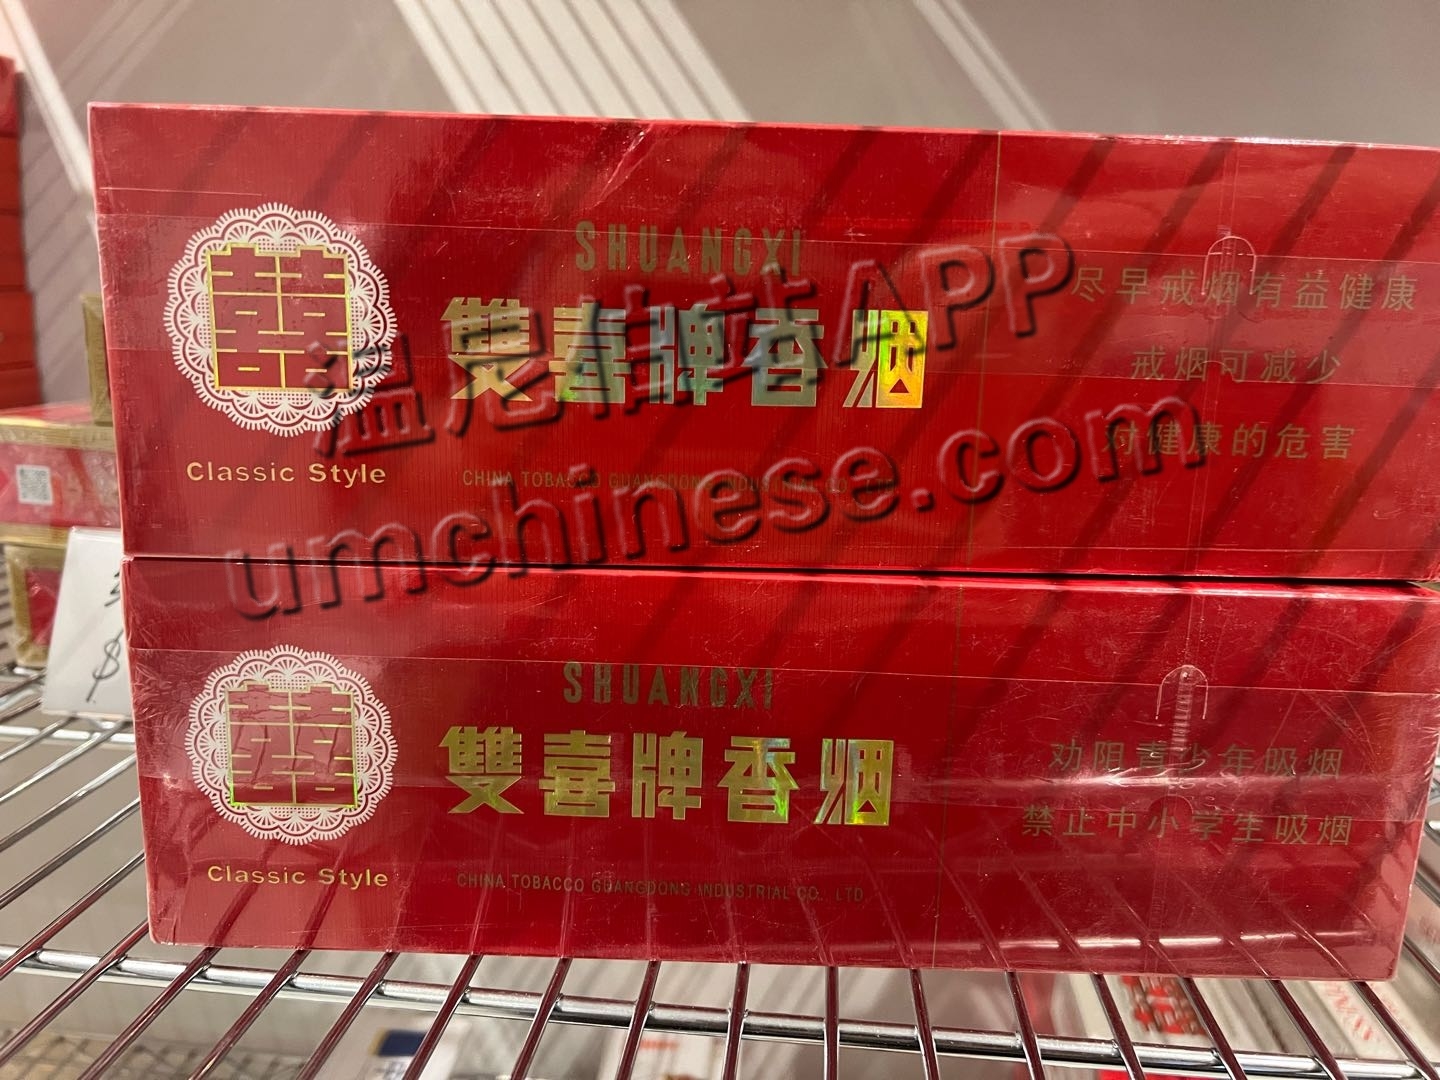 SHUANGXI
雙喜牌香烟
Classic Style
CHINA TOBACCO GUANGDONG INDUSTRIAL CO., LTD
尽早戒烟有益健康
戒烟可减少
对健康的危害
温尼伯站APP
umchinese.com
SHUANGXI
雙喜牌香烟
Classic Style
CHINA TOBACCO GUANGDONG INDUSTRIAL CO., LTD
劝阻青少年吸烟
禁止中小学生吸烟
$